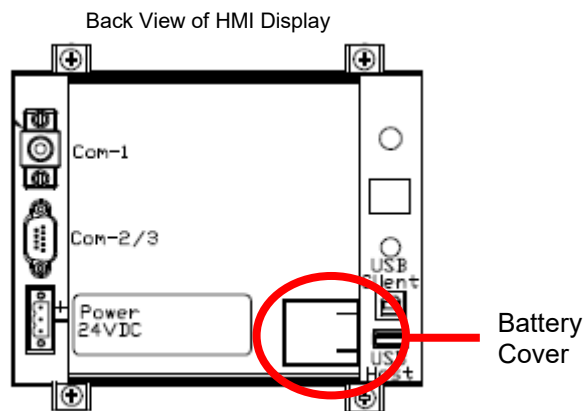 Back View of HMI Display
Com-1
Com-2/3
USB
Client
+
Power
24VDC
USB
Host
Battery
Cover